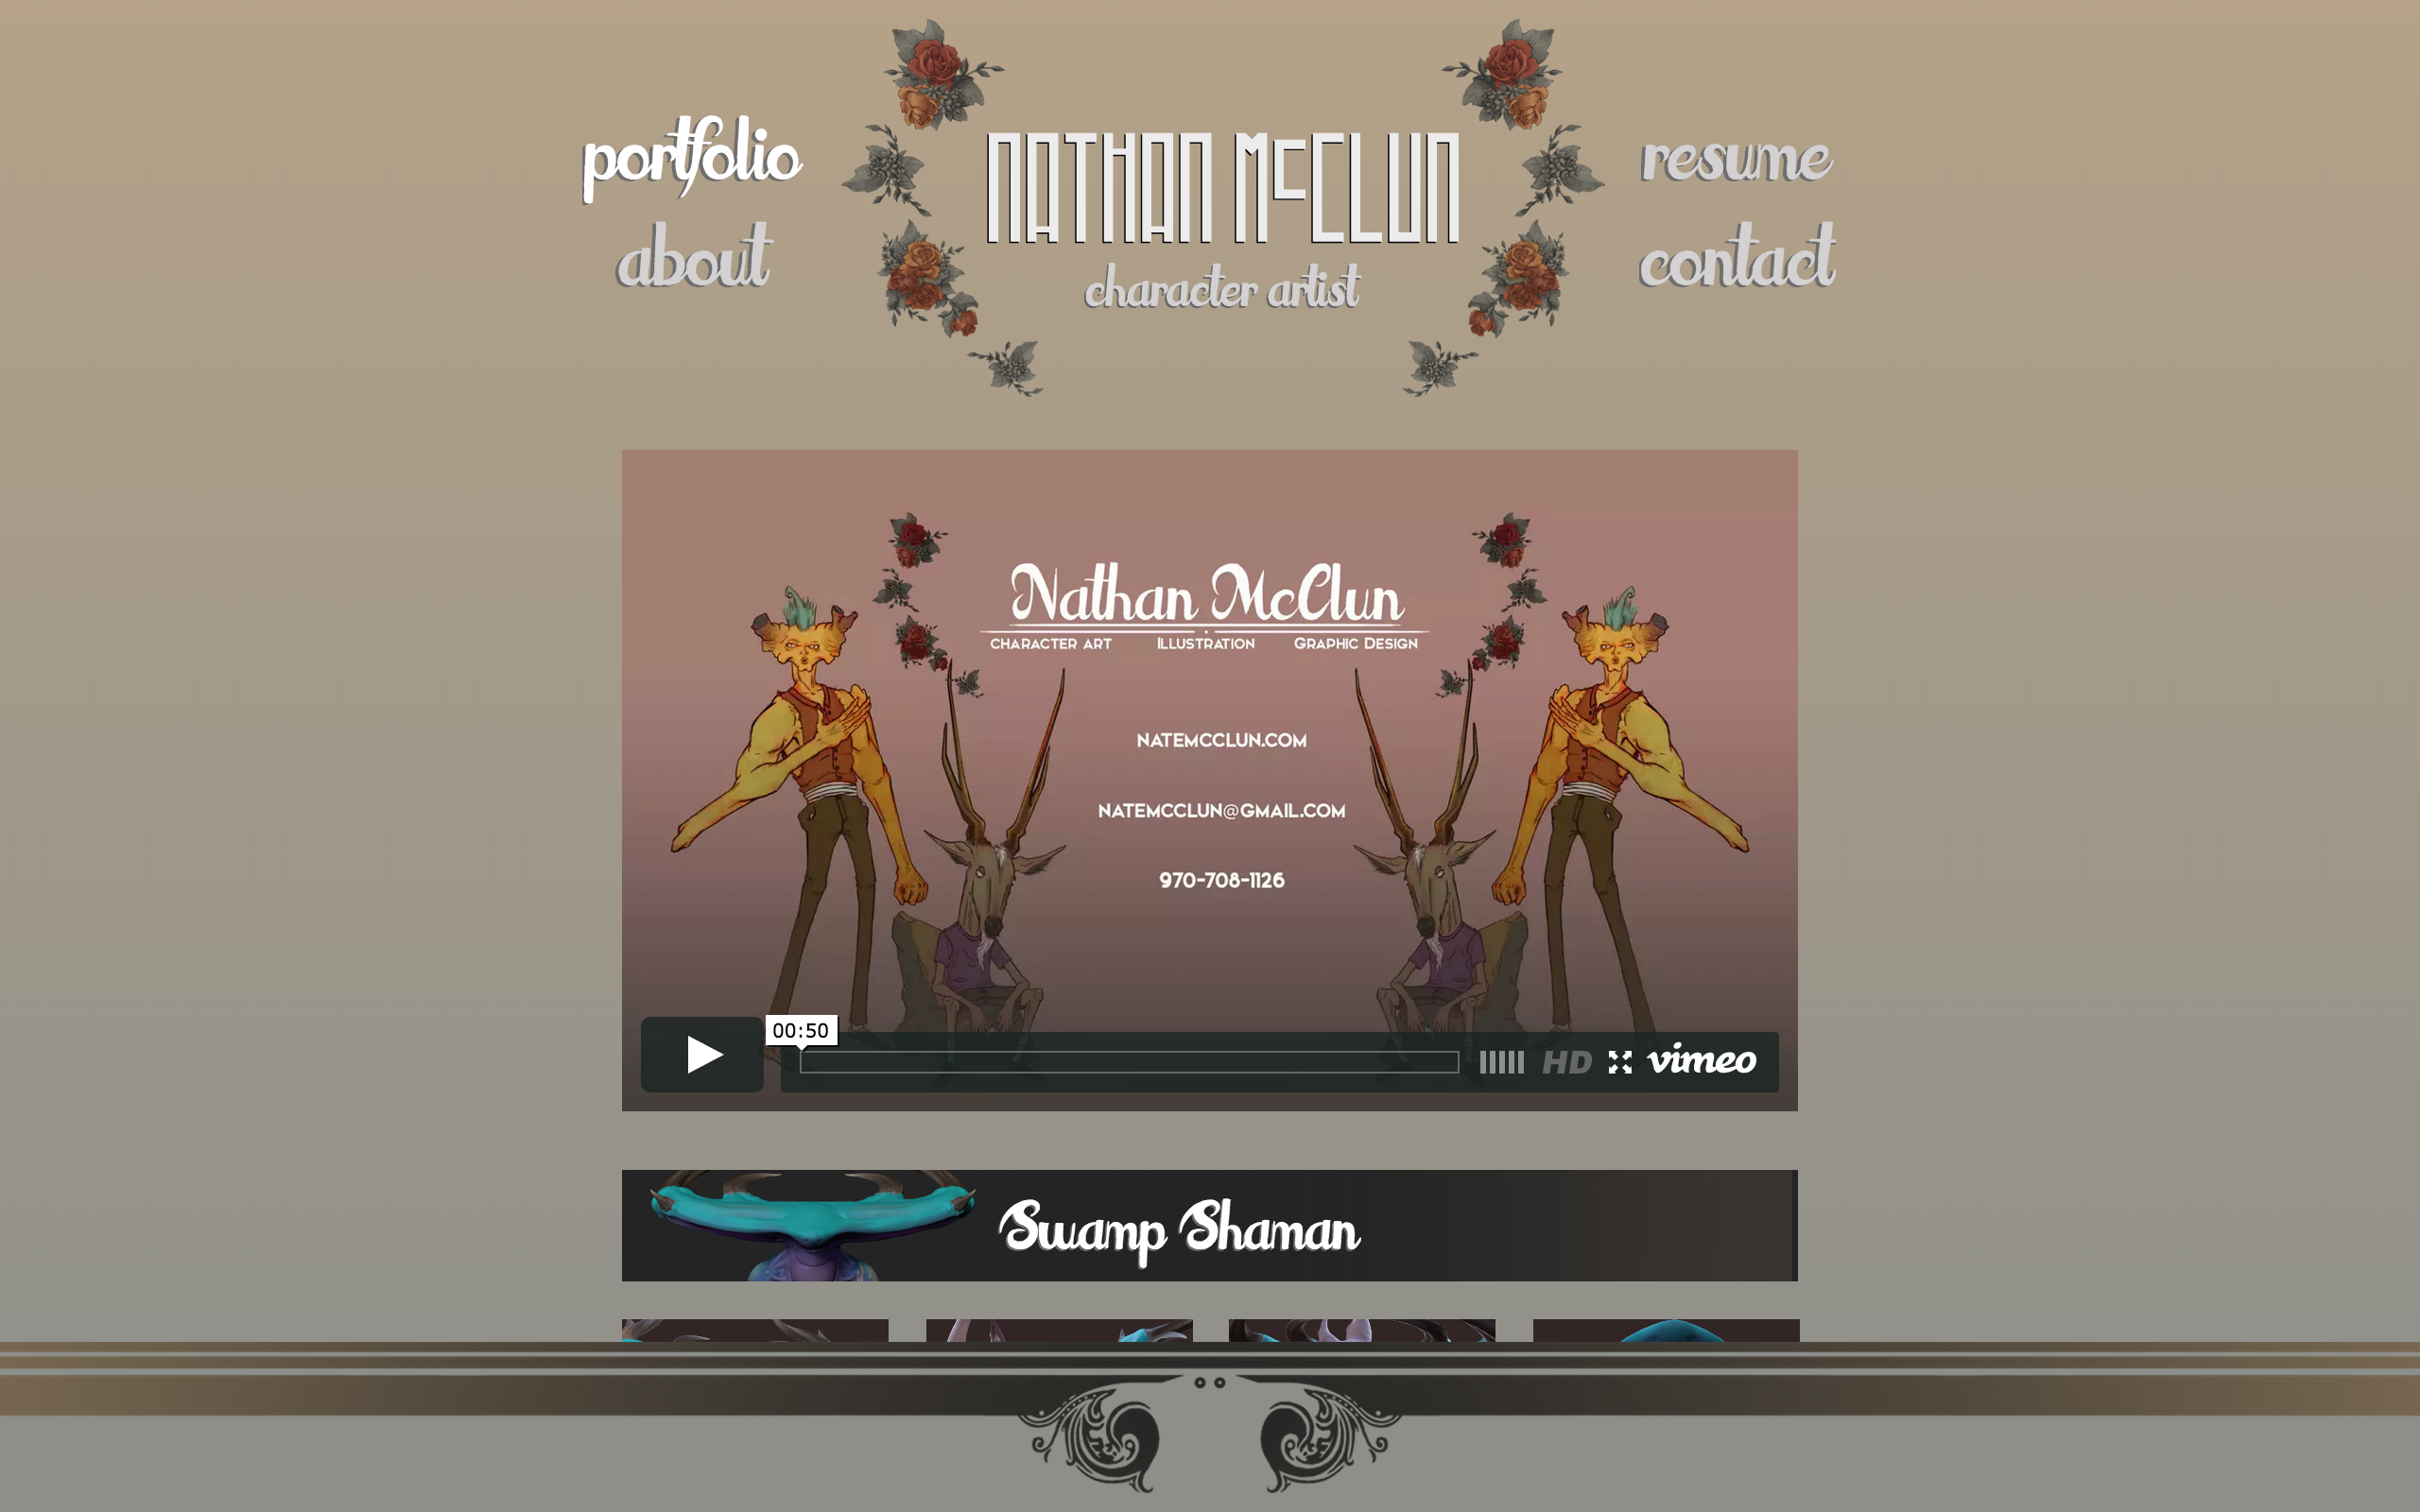 portfolio
about
NATHAN McCLUN
character artist
resume
contact
Nathan McClun
CHARACTER ART ILLUSTRATION GRAPHIC DESIGN
NATEMCCLUN.COM
NATEMCCLUN@GMAIL.COM
970-708-1126
00:50
HD vimeo
Swamp Shaman